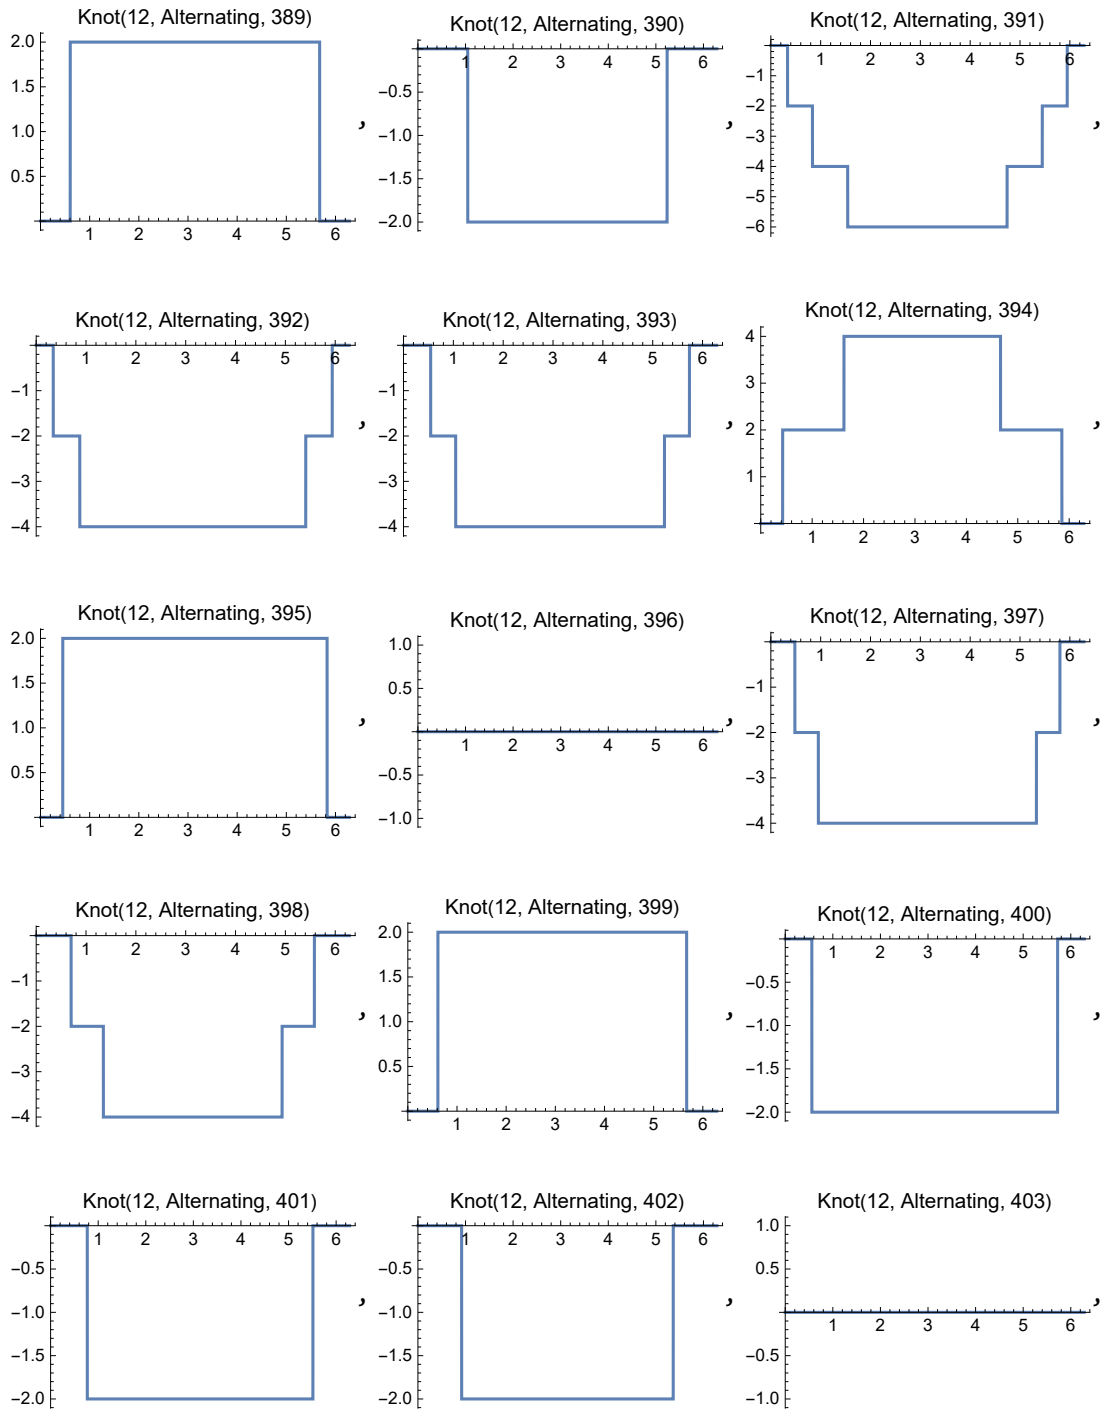 Knot(12, Alternating, 389)
2.0
1.5
1.0
0.5
1 2 3 4 5 6
,
Knot(12, Alternating, 390)
1 2 3 4 5 6
−0.5
−1.0
−1.5
−2.0
,
Knot(12, Alternating, 391)
1 2 3 4 5 6
−1
−2
−3
−4
−5
−6
,
Knot(12, Alternating, 392)
1 2 3 4 5 6
−1
−2
−3
−4
,
Knot(12, Alternating, 393)
1 2 3 4 5 6
−1
−2
−3
−4
,
Knot(12, Alternating, 394)
4
3
2
1
1 2 3 4 5 6
,
Knot(12, Alternating, 395)
2.0
1.5
1.0
0.5
1 2 3 4 5 6
,
Knot(12, Alternating, 396)
1.0
0.5
1 2 3 4 5 6
−0.5
−1.0
,
Knot(12, Alternating, 397)
1 2 3 4 5 6
−1
−2
−3
−4
,
Knot(12, Alternating, 398)
1 2 3 4 5 6
−1
−2
−3
−4
,
Knot(12, Alternating, 399)
2.0
1.5
1.0
0.5
1 2 3 4 5 6
,
Knot(12, Alternating, 400)
1 2 3 4 5 6
−0.5
−1.0
−1.5
−2.0
,
Knot(12, Alternating, 401)
1 2 3 4 5 6
−0.5
−1.0
−1.5
−2.0
,
Knot(12, Alternating, 402)
1 2 3 4 5 6
−0.5
−1.0
−1.5
−2.0
,
Knot(12, Alternating, 403)
1.0
0.5
1 2 3 4 5 6
−0.5
−1.0
,